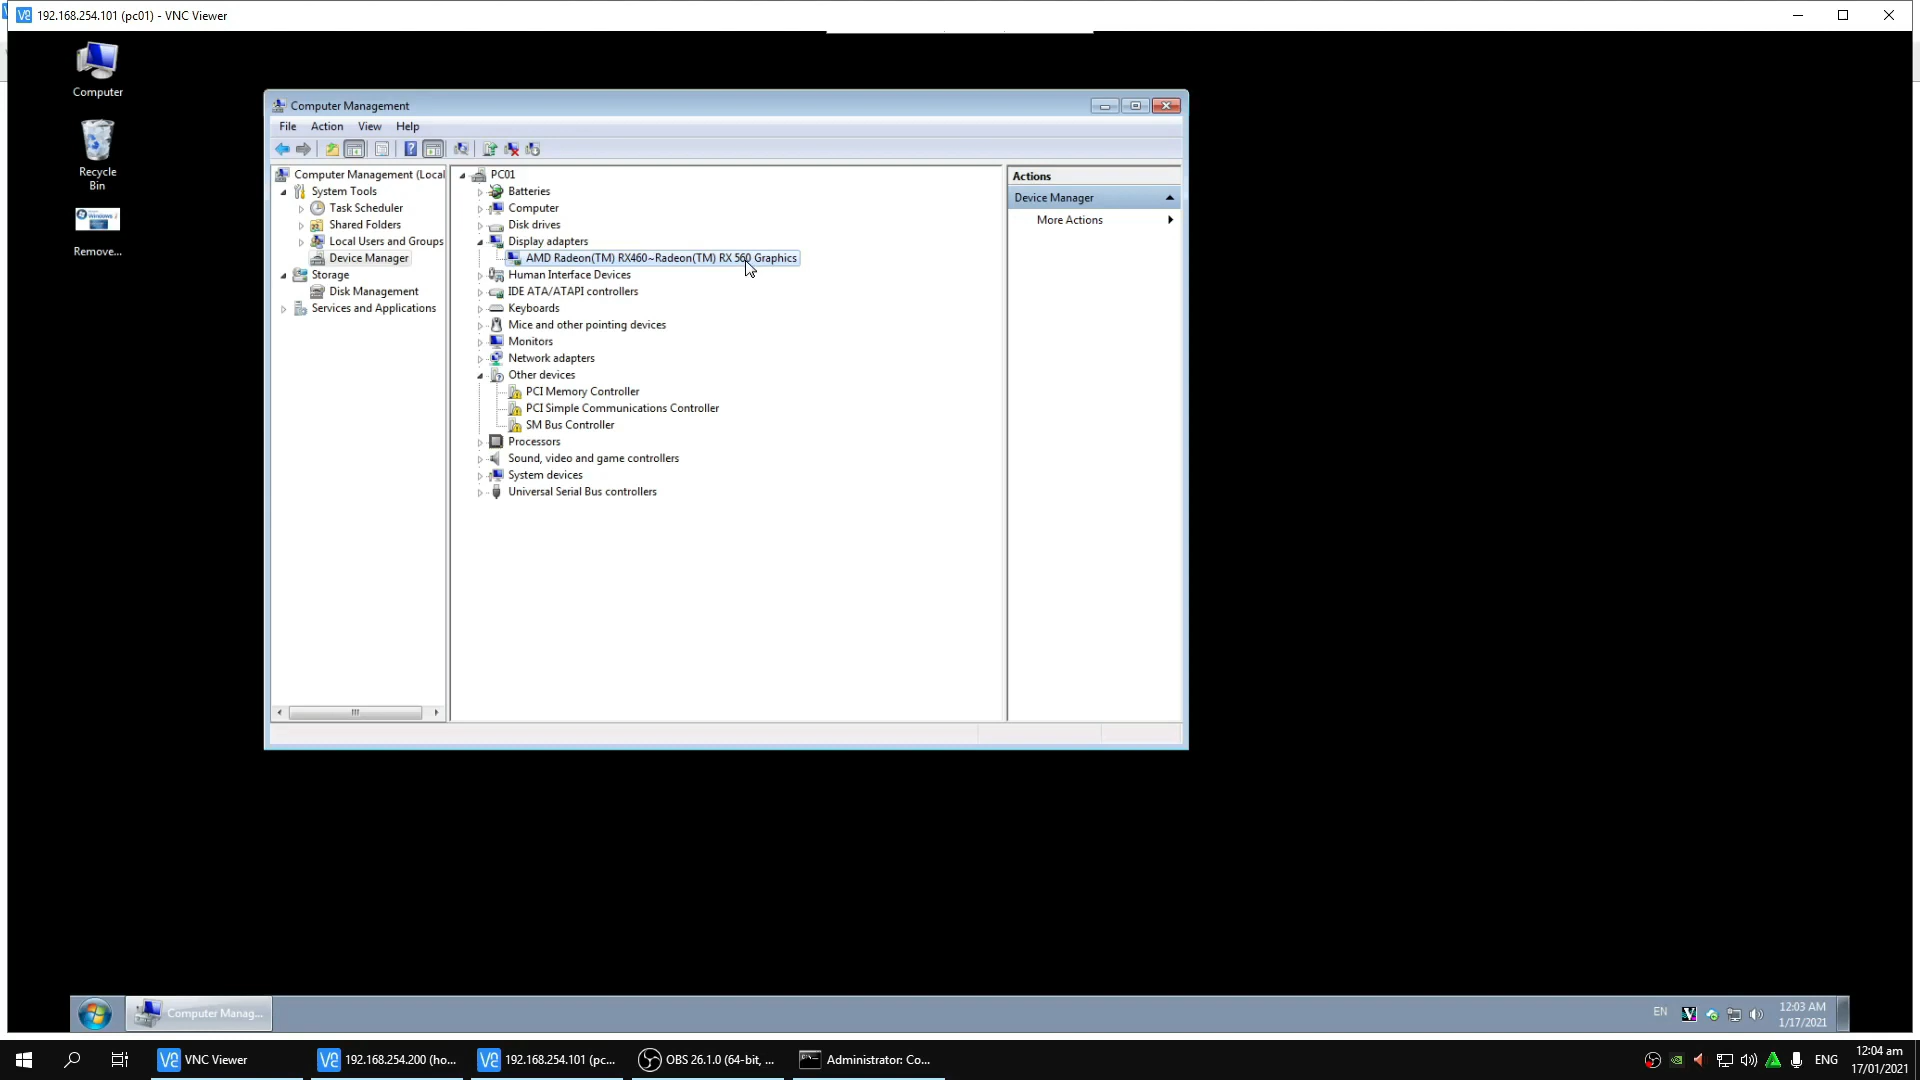 192.168.254.101 (pc01) - VNC Viewer
Computer
Recycle
Bin
Remove...
Computer Management
File Action View Help
Computer Management (Local
System Tools
Task Scheduler
Shared Folders
Local Users and Groups
Device Manager
Storage
Disk Management
Services and Applications
PC01
Batteries
Computer
Disk drives
Display adapters
AMD Radeon(TM) RX460~Radeon(TM) RX 560 Graphics
Human Interface Devices
IDE ATA/ATAPI controllers
Keyboards
Mice and other pointing devices
Monitors
Network adapters
Other devices
PCI Memory Controller
PCI Simple Communications Controller
SM Bus Controller
Processors
Sound, video and game controllers
System devices
Universal Serial Bus controllers
Actions
Device Manager
More Actions
Computer Manag...
EN
12:03 AM
1/17/2021
VNC Viewer
192.168.254.200 (ho...
192.168.254.101 (pc...
OBS 26.1.0 (64-bit, ...
Administrator: Co...
ENG
12:04 am
17/01/2021